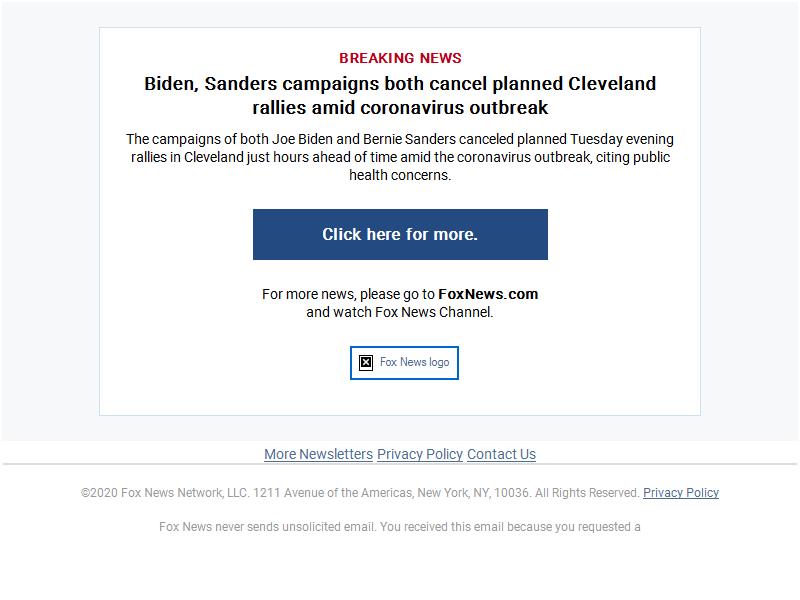 BREAKING NEWS
Biden, Sanders campaigns both cancel planned Cleveland
rallies amid coronavirus outbreak
The campaigns of both Joe Biden and Bernie Sanders canceled planned Tuesday evening
rallies in Cleveland just hours ahead of time amid the coronavirus outbreak, citing public
health concerns.
Click here for more.
For more news, please go to FoxNews.com
and watch Fox News Channel.
Fox News logo
More Newsletters Privacy Policy Contact Us
©2020 Fox News Network, LLC. 1211 Avenue of the Americas, New York, NY, 10036. All Rights Reserved. Privacy Policy
Fox News never sends unsolicited email. You received this email because you requested a